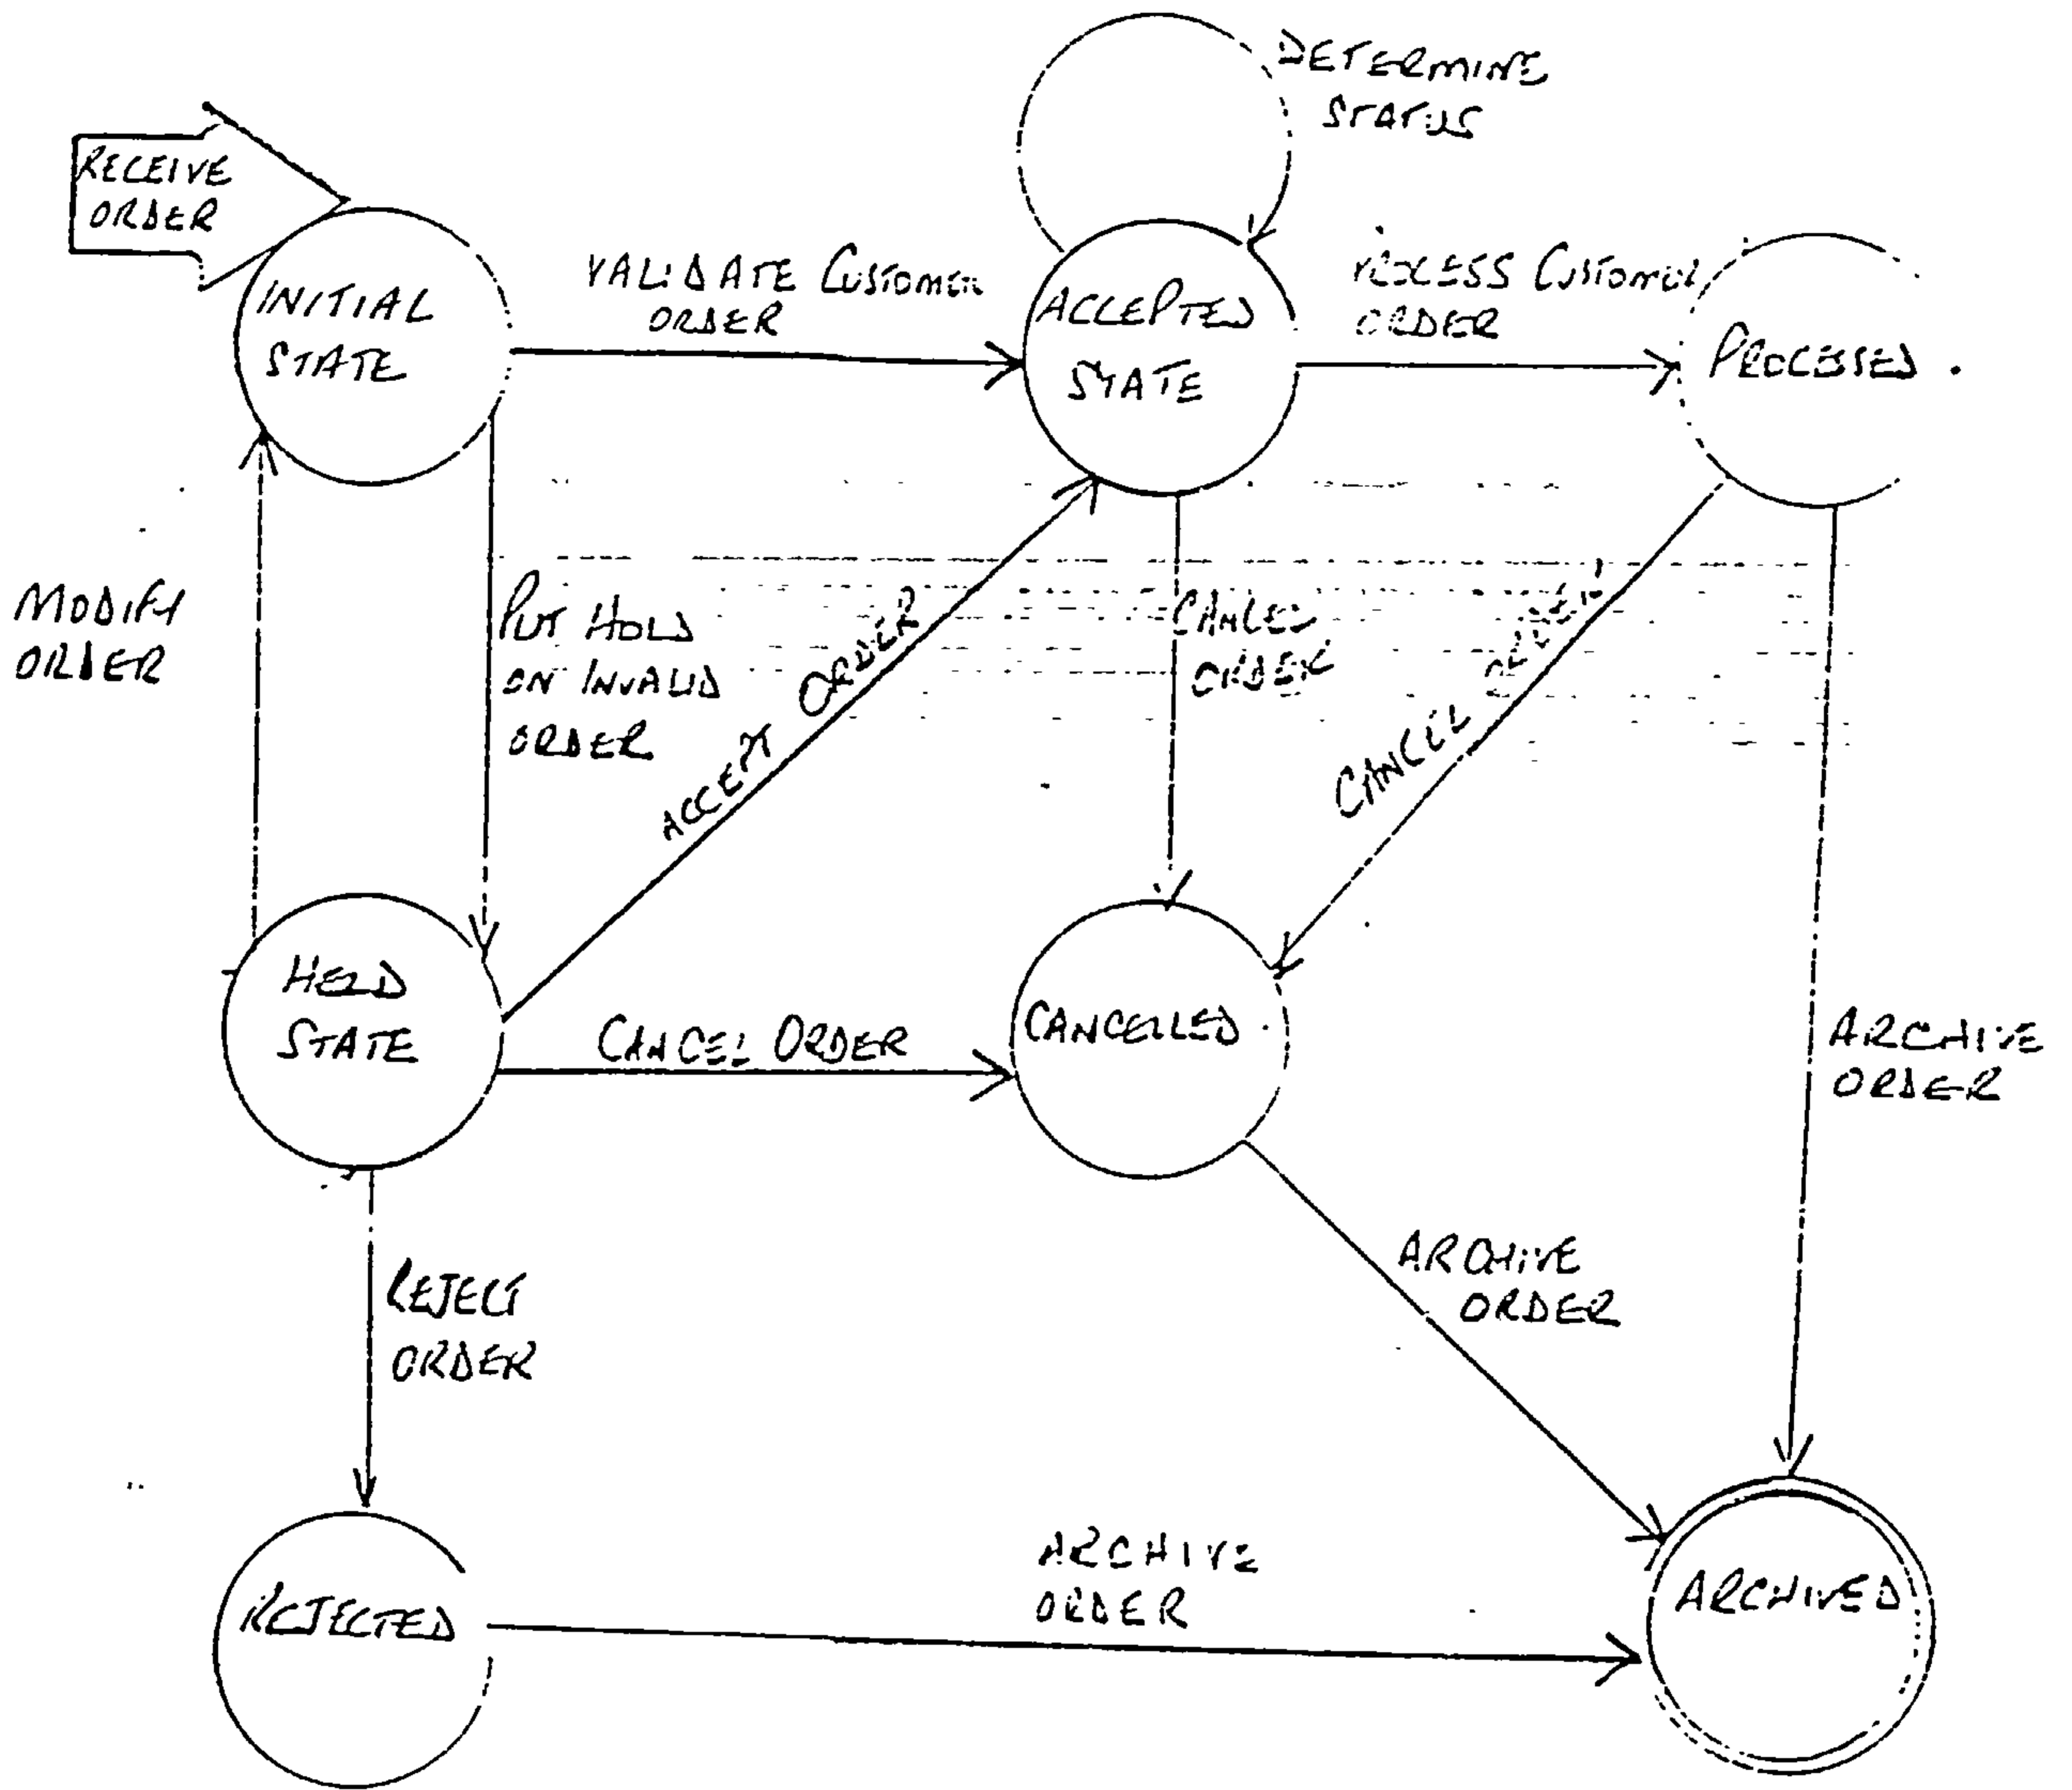 DETERMINE
STATUS
RECEIVE
ORDER
INITIAL
STATE
VALIDATE CUSTOMER
ORDER
ACCEPTED
STATE
PROCESS CUSTOMER
ORDER
PROCESSED
MODIFY
ORDER
PUT HOLD
ON INVALID
ORDER
ACCEPT ORDER
CANCEL
ORDER
CANCEL ORDER
HELD
STATE
CANCEL ORDER
CANCELLED
ARCHIVE
ORDER
REJECT
ORDER
ARCHIVE
ORDER
REJECTED
ARCHIVE
ORDER
ARCHIVED